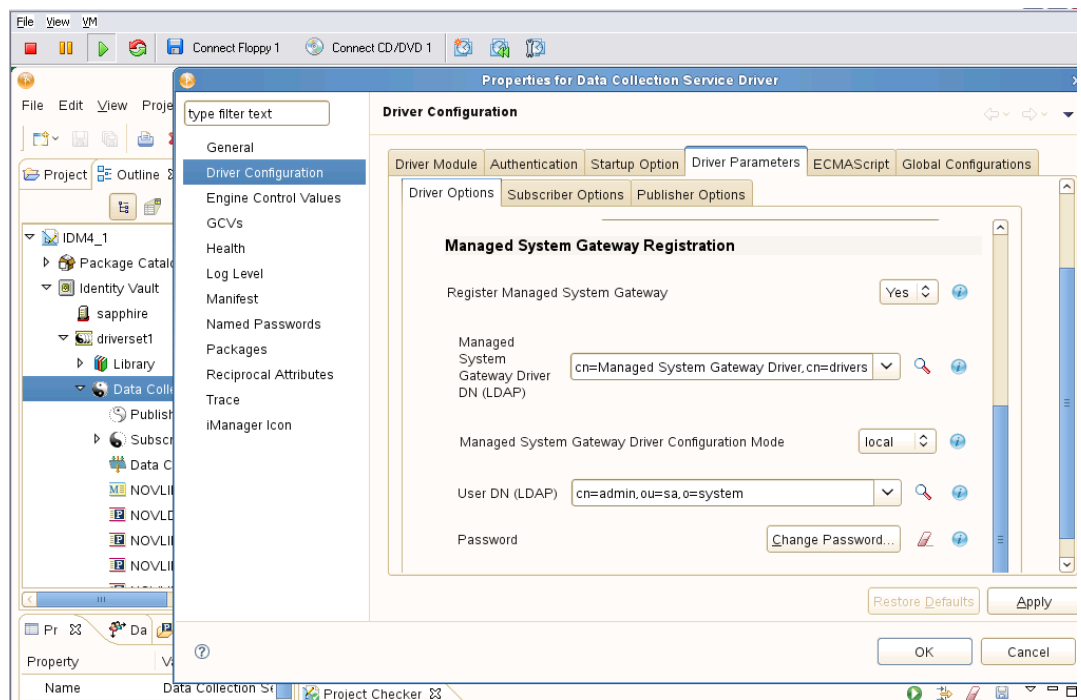 File View VM
Connect Floppy 1 Connect CD/DVD 1
Properties for Data Collection Service Driver
File Edit View Proje
Project Outline
IDM4_1
Package Catal
Identity Vault
sapphire
driverset1
Library
Data Coll
Publish
Subscr
Data C
NOVLI
NOVLD
NOVLI
NOVLI
Pr Da
Property Va
Name Data Collection Se
type filter text
General
Driver Configuration
Engine Control Values
GCVs
Health
Log Level
Manifest
Named Passwords
Packages
Reciprocal Attributes
Trace
iManager Icon
Driver Configuration
Driver Module Authentication Startup Option Driver Parameters ECMAScript Global Configurations
Driver Options Subscriber Options Publisher Options
Managed System Gateway Registration
Register Managed System Gateway Yes
Managed
System
Gateway Driver
DN (LDAP)
cn=Managed System Gateway Driver,cn=drivers
Managed System Gateway Driver Configuration Mode local
User DN (LDAP) cn=admin,ou=sa,o=system
Password Change Password...
Restore Defaults Apply
OK Cancel
Project Checker